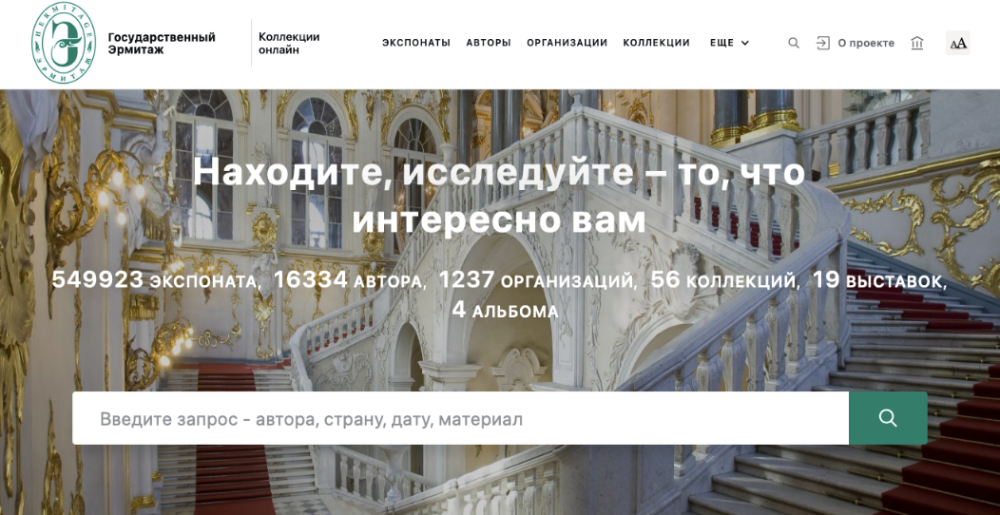 HERMITAGE
ЭРМИТАЖ
Государственный
Эрмитаж
Коллекции
онлайн
ЭКСПОНАТЫ АВТОРЫ ОРГАНИЗАЦИИ КОЛЛЕКЦИИ ЕЩЕ О проекте АА
Находите, исследуйте – то, что
интересно вам
549923 ЭКСПОНАТА, 16334 АВТОРА, 1237 ОРГАНИЗАЦИЙ, 56 КОЛЛЕКЦИЙ, 19 ВЫСТАВОК,
4 АЛЬБОМА
Введите запрос - автора, страну, дату, материал